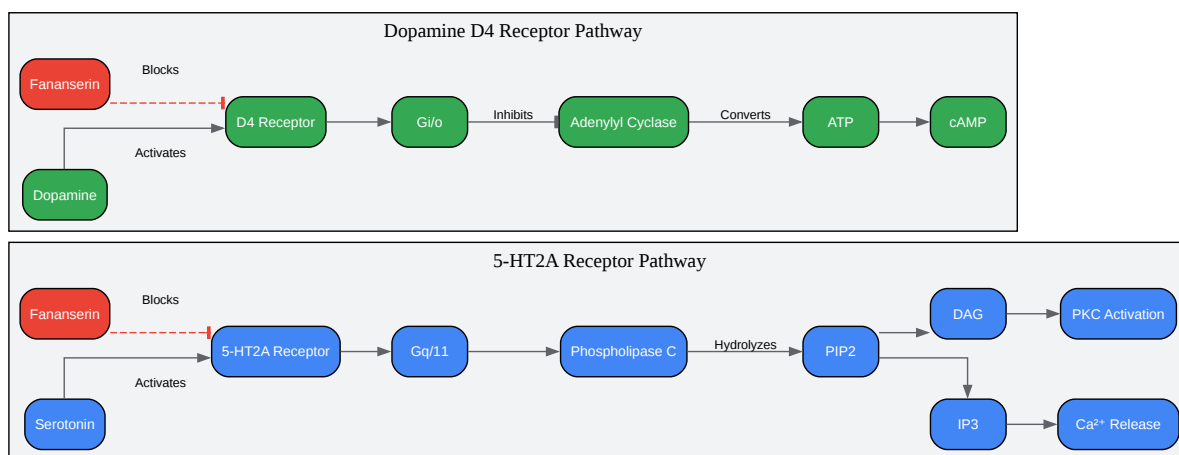 Dopamine D4 Receptor Pathway
Fananserin
Blocks
D4 Receptor
Gi/o
Inhibits
Adenylyl Cyclase
Converts
ATP
cAMP
Activates
Dopamine
5-HT2A Receptor Pathway
Fananserin
Blocks
5-HT2A Receptor
Gq/11
Phospholipase C
Hydrolyzes
PIP2
DAG
PKC Activation
Activates
Serotonin
IP3
Ca²⁺ Release